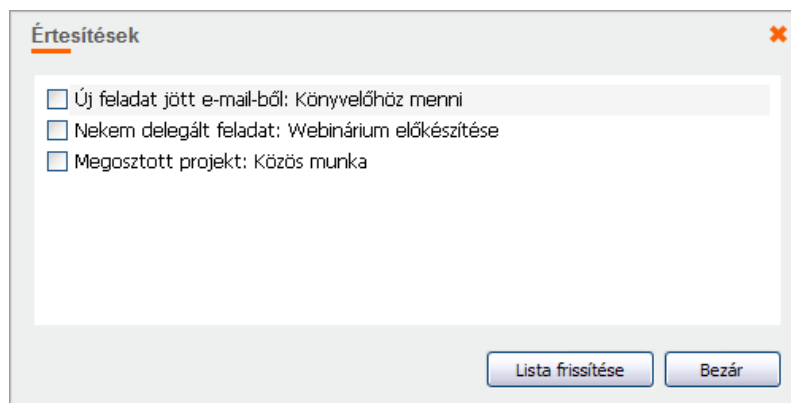 Értesítések
Új feladat jött e-mail-ből: Könyvelőhöz menni
Nekem delegált feladat: Webinárium előkészítése
Megosztott projekt: Közös munka
Lista frissítése
Bezár